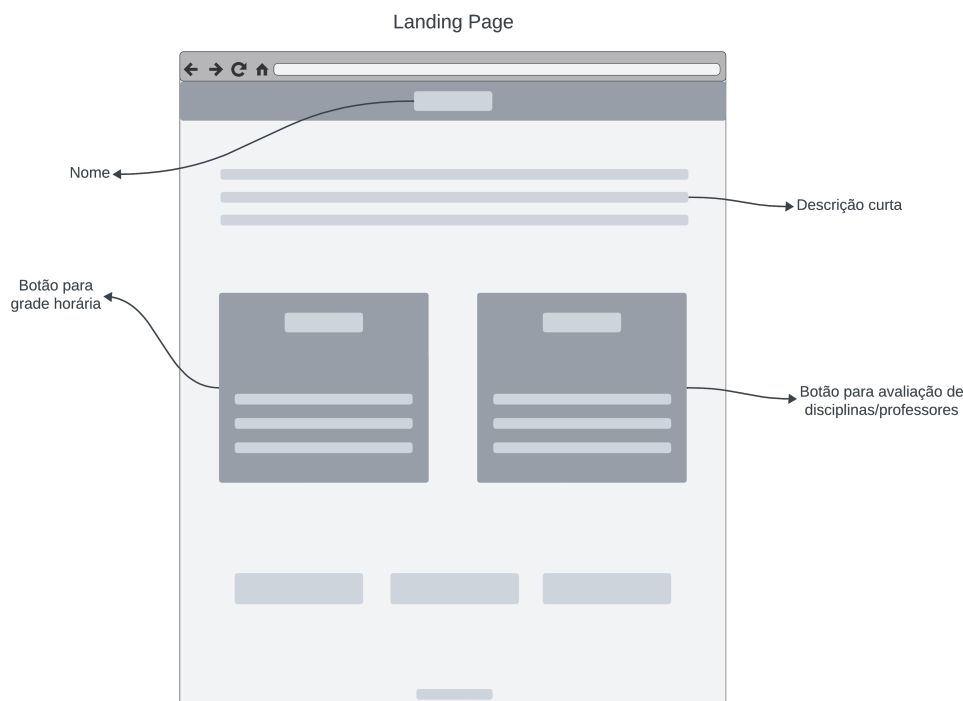 Landing Page
Nome
Descrição curta
Botão para
grade horária
Botão para avaliação de
disciplinas/professores